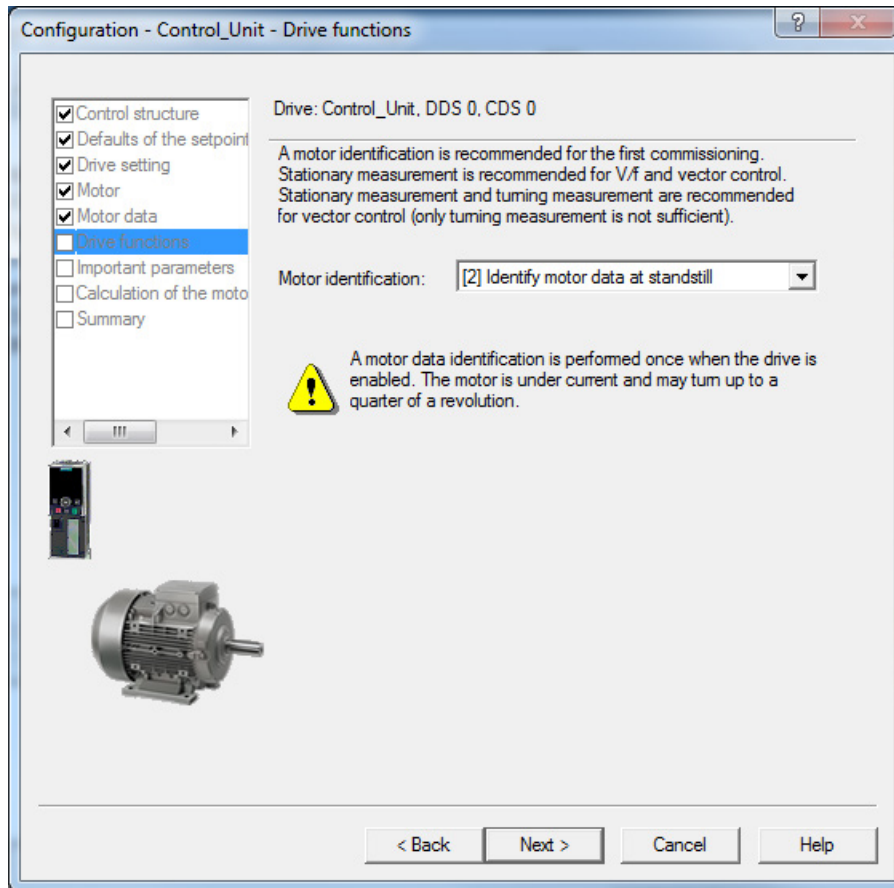 Configuration - Control_Unit - Drive functions
?
Control structure
Defaults of the setpoint
Drive setting
Motor
Motor data
Drive functions
Important parameters
Calculation of the moto
Summary
Drive: Control_Unit, DDS 0, CDS 0
A motor identification is recommended for the first commissioning.
Stationary measurement is recommended for V/f and vector control.
Stationary measurement and turning measurement are recommended
for vector control (only turning measurement is not sufficient).
Motor identification: [2] Identify motor data at standstill
A motor data identification is performed once when the drive is
enabled. The motor is under current and may turn up to a
quarter of a revolution.
< Back Next > Cancel Help